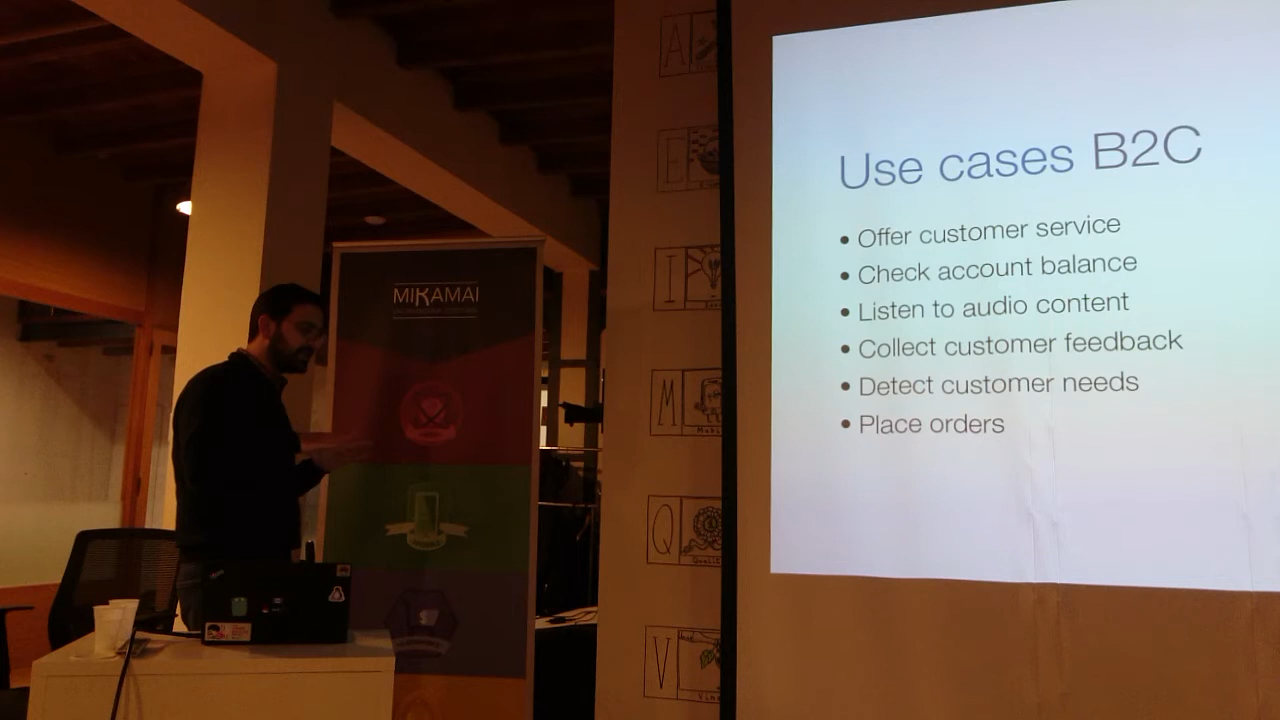 MIKAMAI
A
E
I
M
Q
Qualit
V
Use cases B2C
• Offer customer service
• Check account balance
• Listen to audio content
• Collect customer feedback
• Detect customer needs
• Place orders